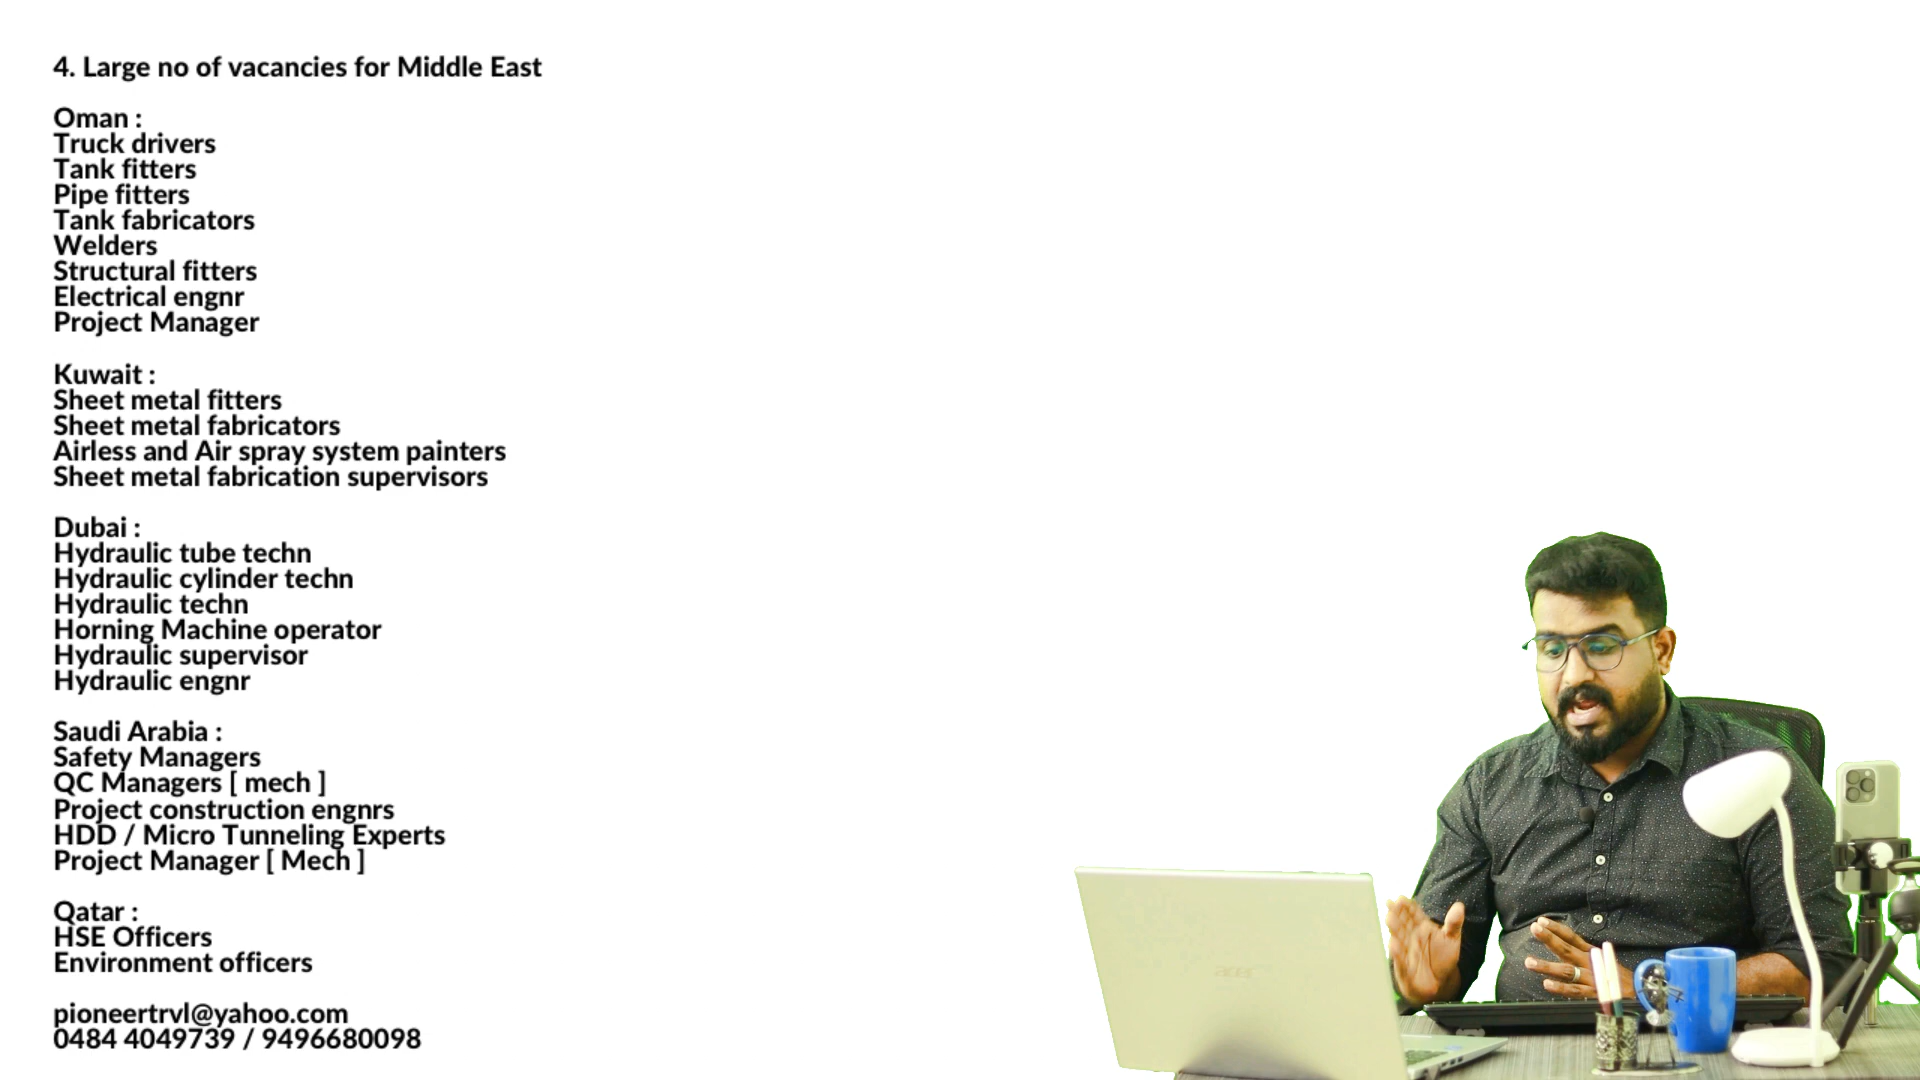 4. Large no of vacancies for Middle East
Oman :
Truck drivers
Tank fitters
Pipe fitters
Tank fabricators
Welders
Structural fitters
Electrical engnr
Project Manager
Kuwait :
Sheet metal fitters
Sheet metal fabricators
Airless and Air spray system painters
Sheet metal fabrication supervisors
Dubai :
Hydraulic tube techn
Hydraulic cylinder techn
Hydraulic techn
Horning Machine operator
Hydraulic supervisor
Hydraulic engnr
Saudi Arabia :
Safety Managers
QC Managers [ mech ]
Project construction engnrs
HDD / Micro Tunneling Experts
Project Manager [ Mech ]
Qatar :
HSE Officers
Environment officers
pioneertrvl@yahoo.com
0484 4049739 / 9496680098
acer